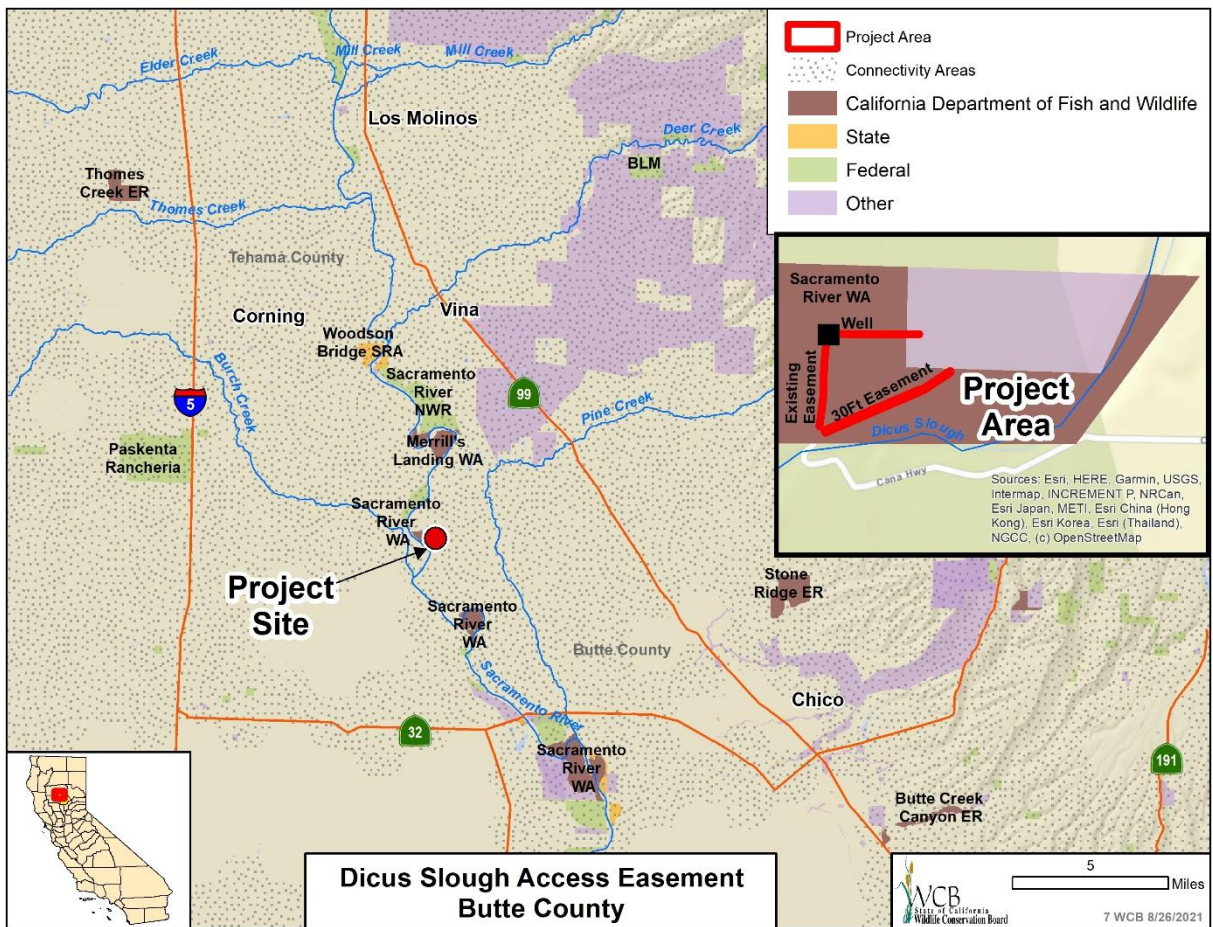 Elder Creek
Mill Creek
Mill Creek
Los Molinos
Deer Creek
BLM
Thomes
Creek ER
Thomes Creek
Tehama County
Corning
Vina
Woodson
Bridge SRA
Burch Creek
Sacramento
River
NWR
99
5
Pine Creek
Merrill's
Landing WA
Paskenta
Rancheria
Sacramento
River
WA
Project
Site
Stone
Ridge ER
Sacramento
River
WA
Butte County
Chico
Sacramento River
32
Sacramento
River
WA
191
Butte Creek
Canyon ER
Project Area
Connectivity Areas
California Department of Fish and Wildlife
State
Federal
Other
Sacramento
River WA
Well
Existing
Easement
30Ft Easement
Project
Area
Dicus Slough
Cana Hwy
Sources: Esri, HERE, Garmin, USGS,
Intermap, INCREMENT P, NRCan,
Esri Japan, METI, Esri China (Hong
Kong), Esri Korea, Esri (Thailand),
NGCC, (c) OpenStreetMap
Dicus Slough Access Easement
Butte County
WCB
State of California
Wildlife Conservation Board
5
Miles
7 WCB 8/26/2021